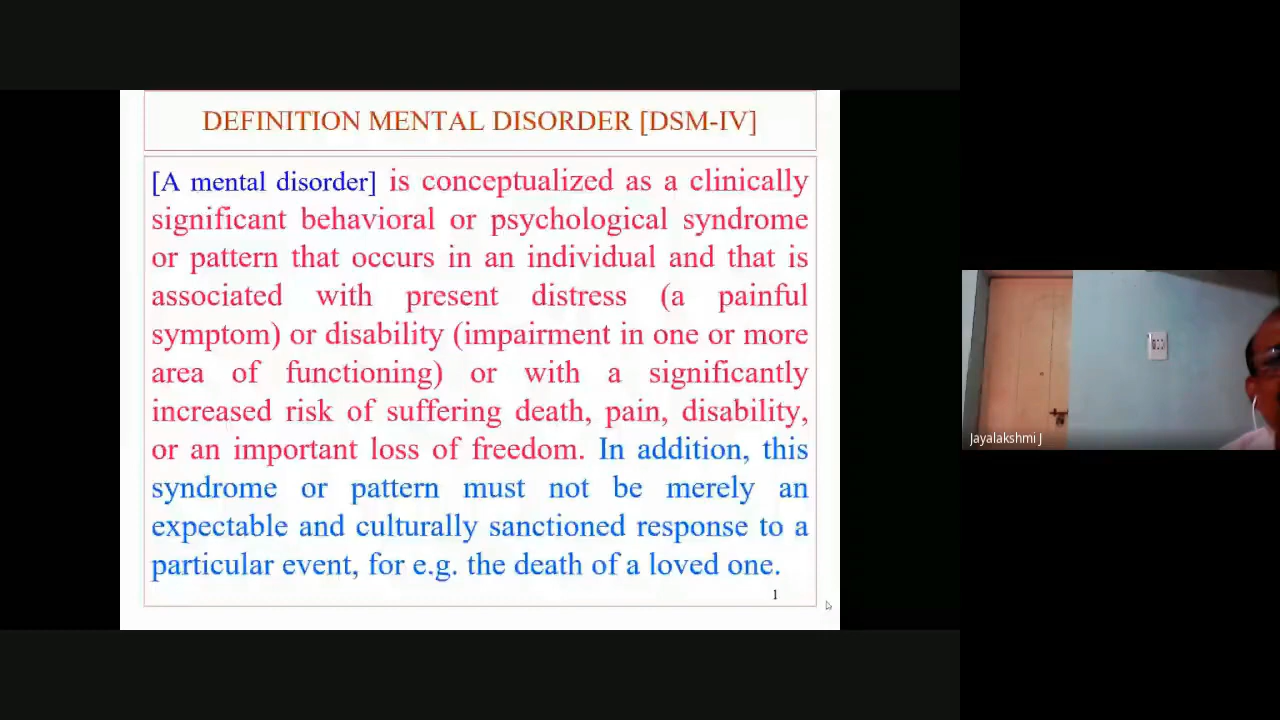 DEFINITION MENTAL DISORDER [DSM-IV]
[A mental disorder] is conceptualized as a clinically
significant behavioral or psychological syndrome
or pattern that occurs in an individual and that is
associated with present distress (a painful
symptom) or disability (impairment in one or more
area of functioning) or with a significantly
increased risk of suffering death, pain, disability,
or an important loss of freedom. In addition, this
syndrome or pattern must not be merely an
expectable and culturally sanctioned response to a
particular event, for e.g. the death of a loved one.
1
Jayalakshmi J